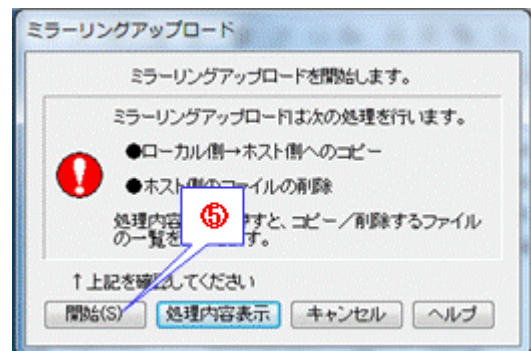 ミラーリングアップロード
ミラーリングアップロードを開始します。
ミラーリングアップロードは次の処理を行います。
●ローカル側→ホスト側へのコピー
●ホスト側のファイルの削除
⑤
処理内容 すと、コピー／削除するファイル
の一覧を す。
↑上記を確認してください
開始(S)
処理内容表示
キャンセル
ヘルプ